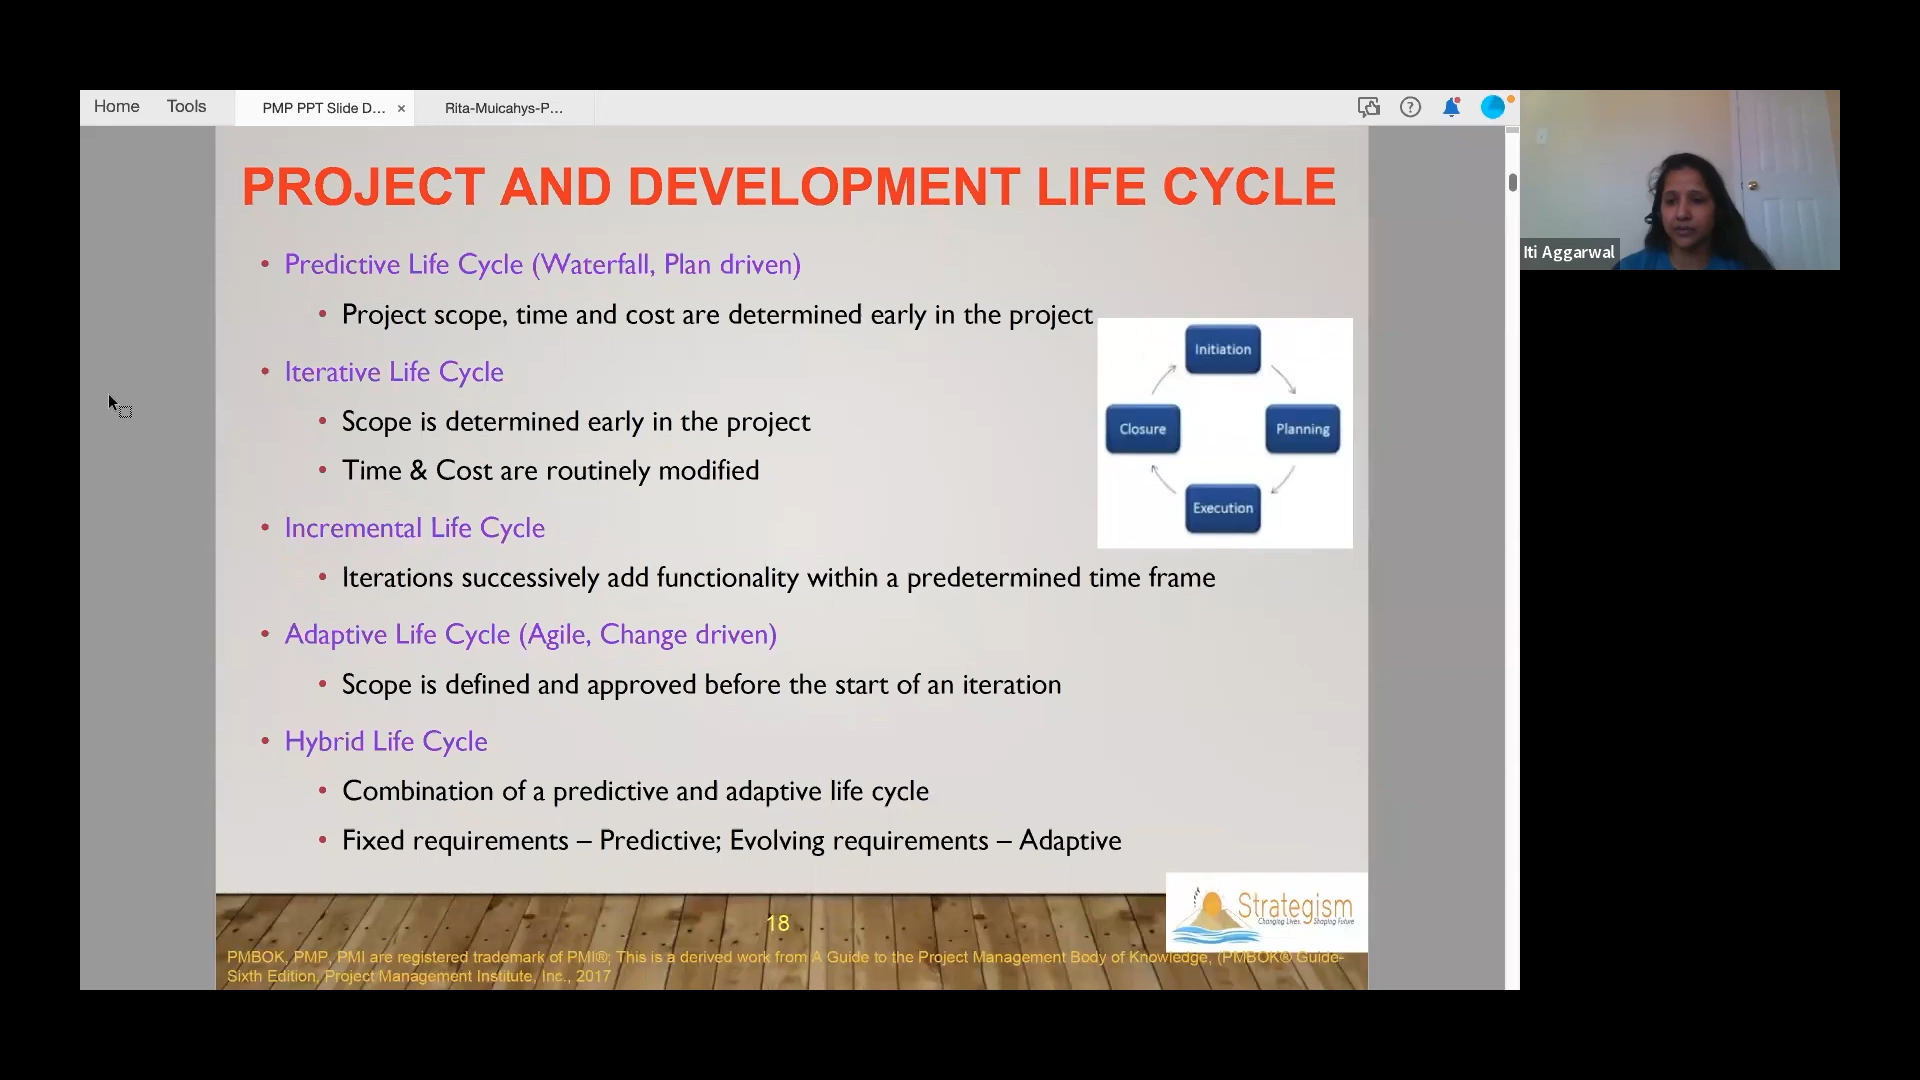 Home Tools PMP PPT Slide D... × Rita-Mulcahys-P...
PROJECT AND DEVELOPMENT LIFE CYCLE
• Predictive Life Cycle (Waterfall, Plan driven)
• Project scope, time and cost are determined early in the project
• Iterative Life Cycle
• Scope is determined early in the project
• Time & Cost are routinely modified
• Incremental Life Cycle
• Iterations successively add functionality within a predetermined time frame
• Adaptive Life Cycle (Agile, Change driven)
• Scope is defined and approved before the start of an iteration
• Hybrid Life Cycle
• Combination of a predictive and adaptive life cycle
• Fixed requirements – Predictive; Evolving requirements – Adaptive
Initiation
Planning
Execution
Closure
Strategism
Changing Lives. Shaping Future
18
PMBOK, PMP, PMI are registered trademark of PMI®; This is a derived work from A Guide to the Project Management Body of Knowledge, (PMBOK® Guide-
Sixth Edition, Project Management Institute, Inc., 2017
Iti Aggarwal